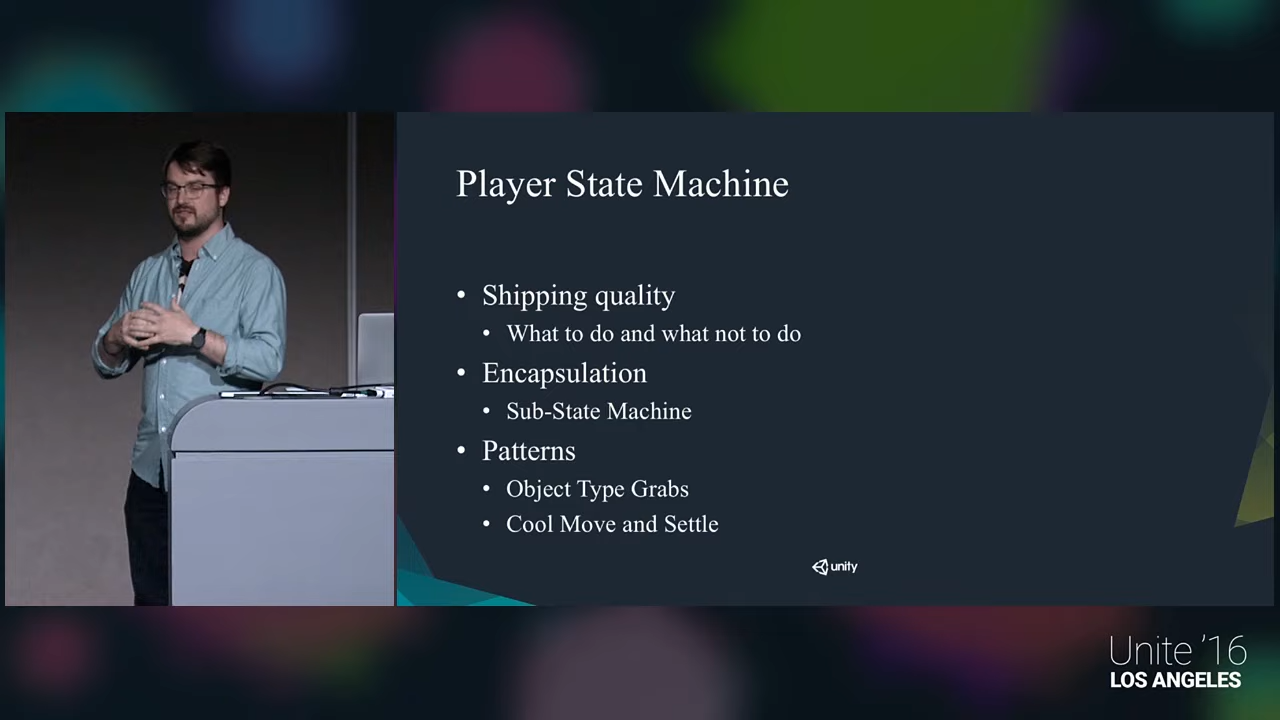 Player State Machine
• Shipping quality
• What to do and what not to do
• Encapsulation
• Sub-State Machine
• Patterns
• Object Type Grabs
• Cool Move and Settle
unity
Unite '16
LOS ANGELES